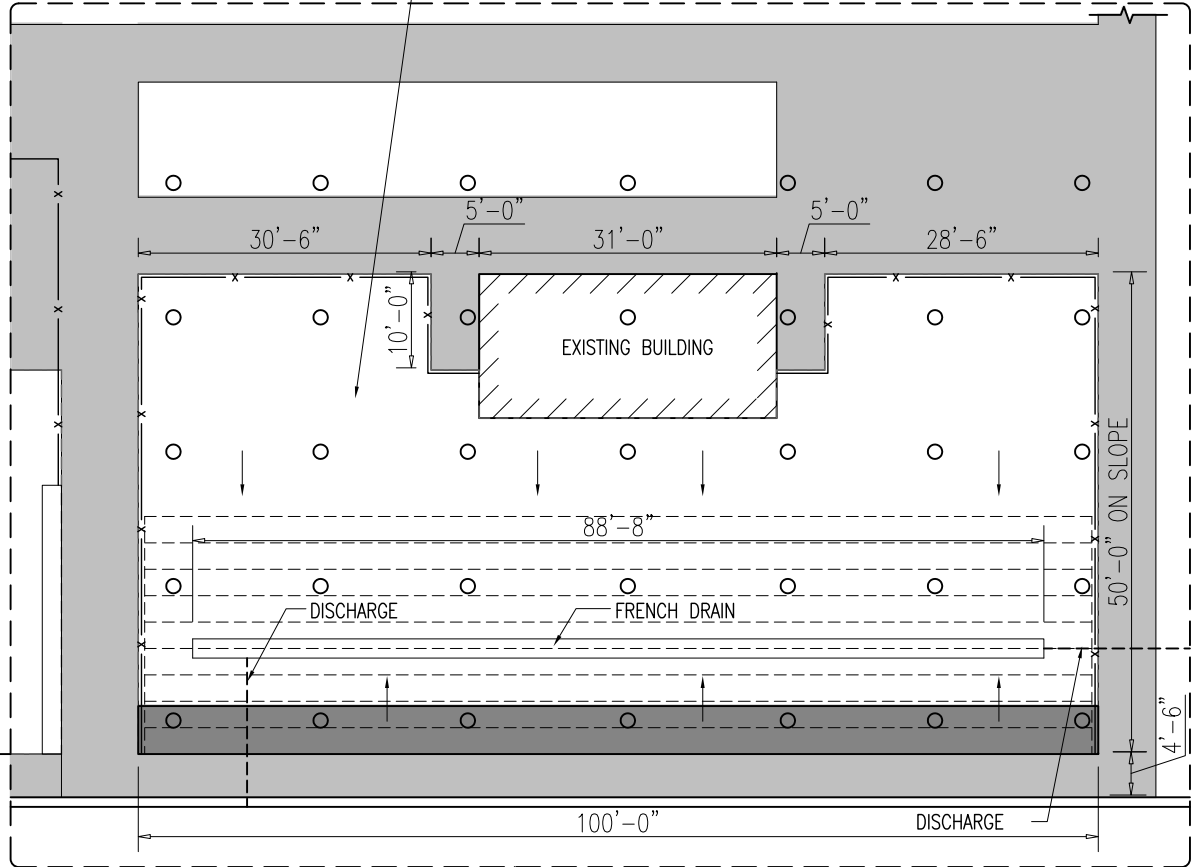 5'-0"
5'-0"
30'-6"
31'-0"
28'-6"
10'-0"
EXISTING BUILDING
50'-0" ON SLOPE
88'-8"
DISCHARGE
FRENCH DRAIN
4'-6"
100'-0"
DISCHARGE